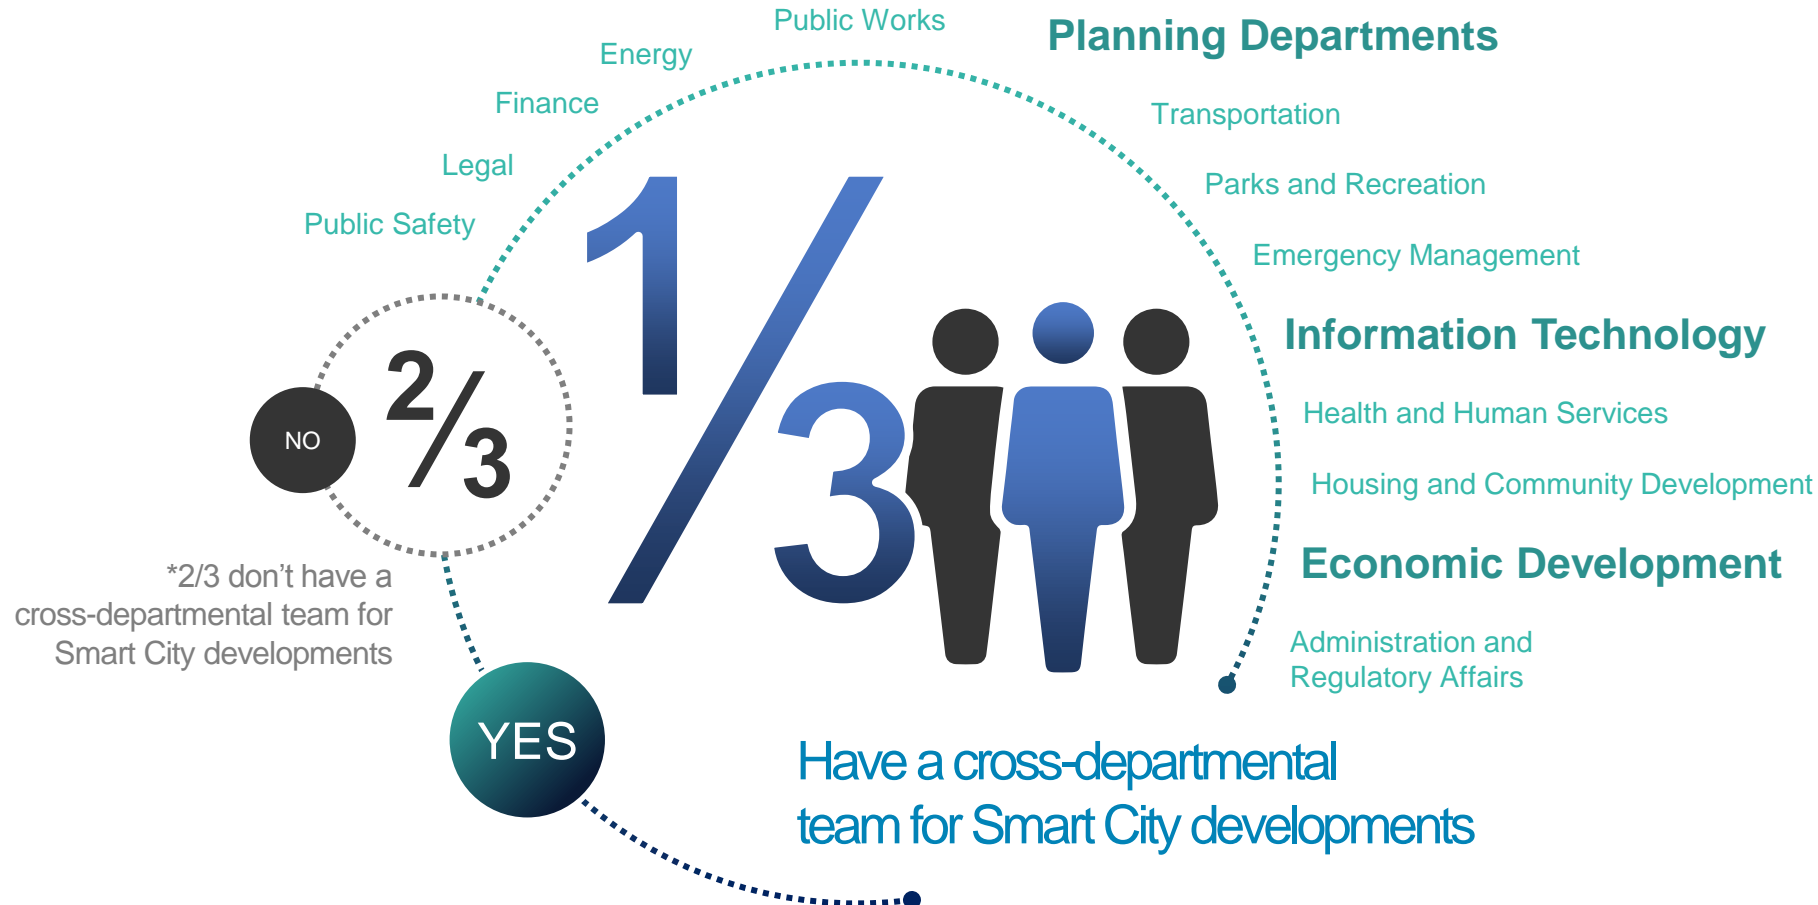 Public Works
Planning Departments
Energy
Finance
Transportation
Legal
Parks and Recreation
Public Safety
Emergency Management
Information Technology
Health and Human Services
Housing and Community Development
Economic Development
Administration and
Regulatory Affairs
1/3
2/3
NO
*2/3 don’t have a
cross-departmental team for
Smart City developments
YES
Have a cross-departmental
team for Smart City developments